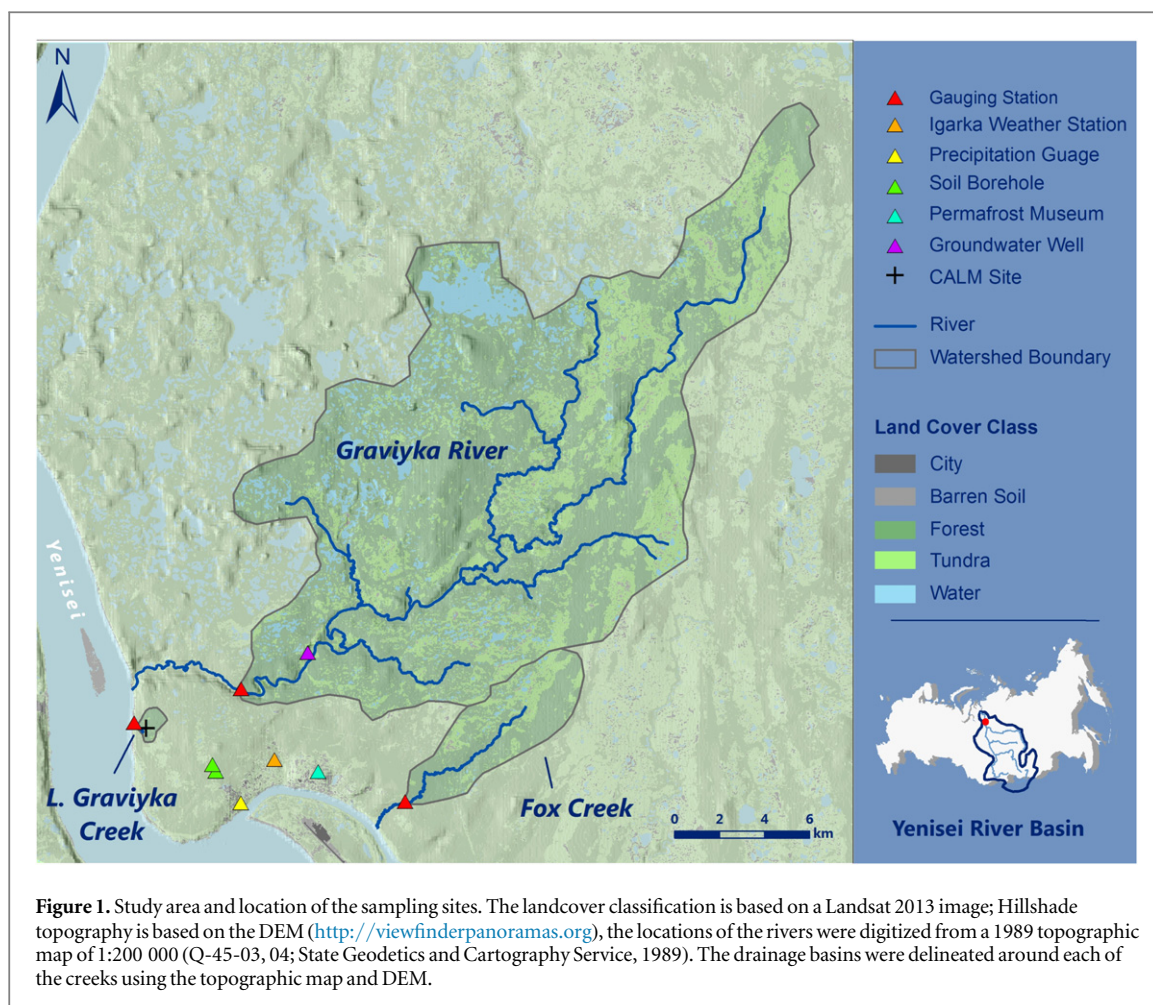 N
Graviyka River
Yenisei
L. Graviyka
Creek
Fox Creek
0 2 4 6
km
Gauging Station
Igarka Weather Station
Precipitation Guage
Soil Borehole
Permafrost Museum
Groundwater Well
CALM Site
River
Watershed Boundary
Land Cover Class
City
Barren Soil
Forest
Tundra
Water
Yenisei River Basin
Figure 1. Study area and location of the sampling sites. The landcover classification is based on a Landsat 2013 image; Hillshade
topography is based on the DEM (http://viewfinderpanoramas.org), the locations of the rivers were digitized from a 1989 topographic
map of 1:200 000 (Q-45-03, 04; State Geodetics and Cartography Service, 1989). The drainage basins were delineated around each of
the creeks using the topographic map and DEM.